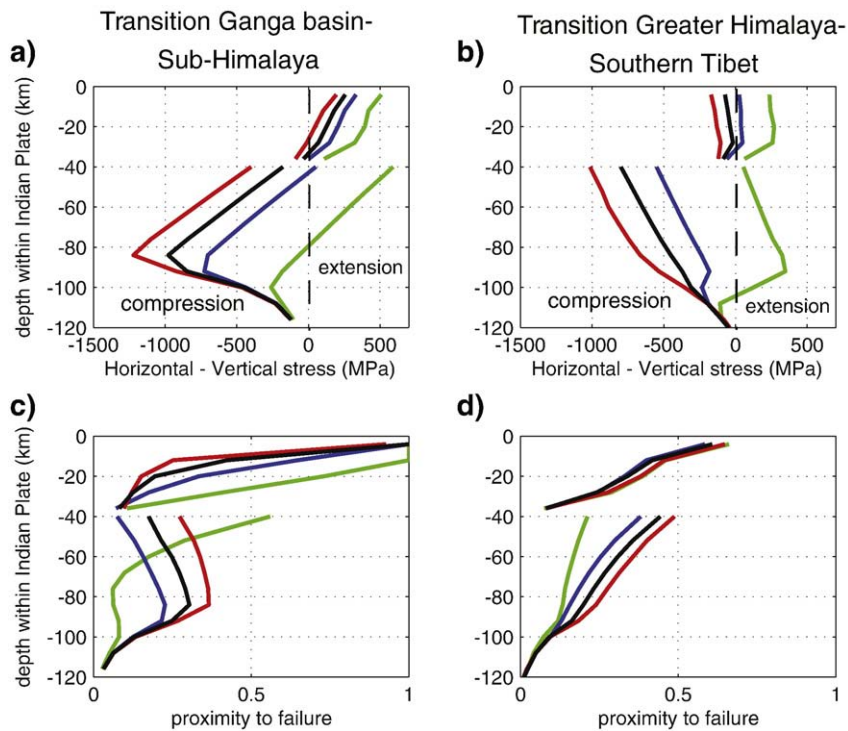 Transition Ganga basin-
Sub-Himalaya
Transition Greater Himalaya-
Southern Tibet
a)
b)
depth within Indian Plate (km)
0
-20
-40
-60
-80
-100
-120
compression
extension
-1500
-1000
-500
0
500
Horizontal - Vertical stress (MPa)
0
-20
-40
-60
-80
-100
-120
compression
extension
-1500
-1000
-500
0
500
Horizontal - Vertical stress (MPa)
c)
d)
depth within Indian Plate (km)
0
-20
-40
-60
-80
-100
-120
0
0.5
1
proximity to failure
0
-20
-40
-60
-80
-100
-120
0
0.5
1
proximity to failure